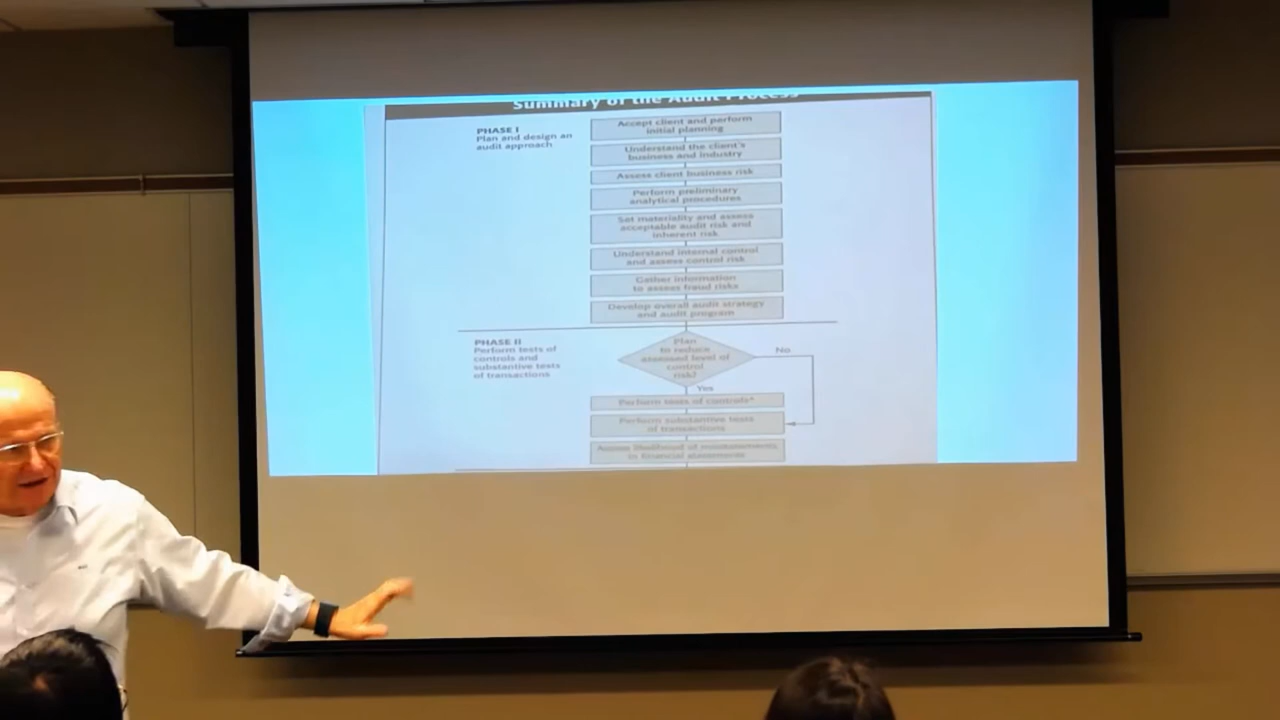 Summary of the Audit Process
PHASE I
Plan and design an
audit approach
Accept client and perform
initial planning
Understand the client's
business and industry
Assess client business risk
Perform preliminary
analytical procedures
Set materiality and assess
acceptable audit risk and
inherent risk
Understand internal control
and assess control risk
Gather information
to assess fraud risks
Develop overall audit strategy
and audit program
PHASE II
Perform tests of
controls and
substantive tests
of transactions
Plan
to reduce
assessed level of
control
risk?
No
Yes
Perform tests of controls*
Perform substantive tests
of transactions
Assess likelihood of misstatements
in financial statements